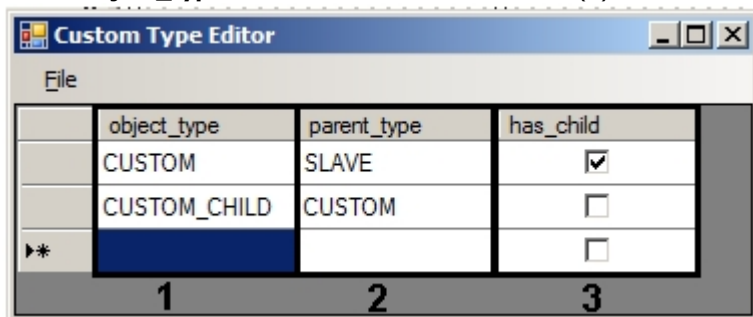 Custom Type Editor
File
object_type parent_type has_child
CUSTOM SLAVE
CUSTOM_CHILD CUSTOM
1 2 3